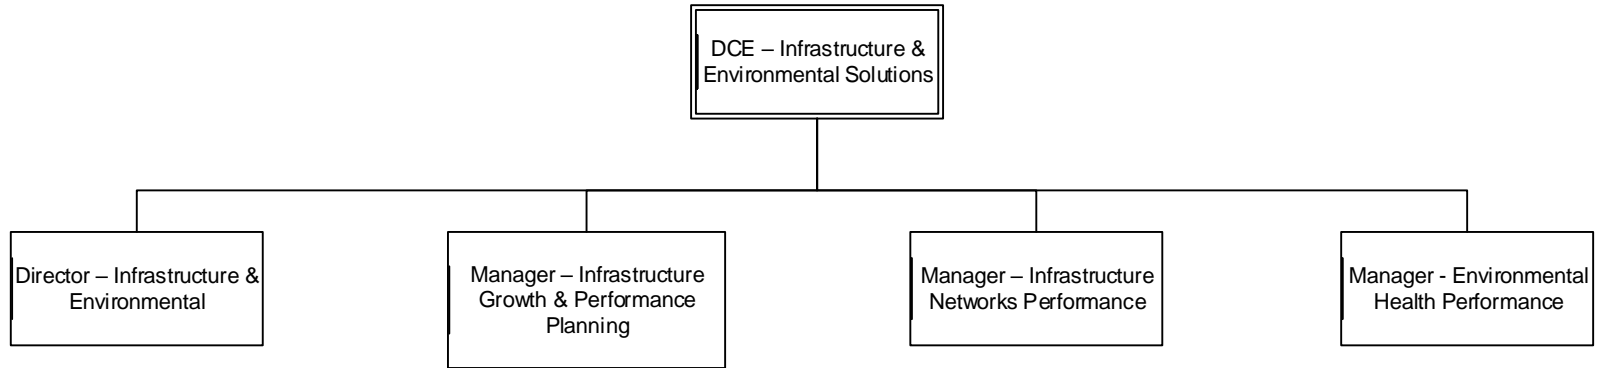 DCE – Infrastructure &
Environmental Solutions
Director – Infrastructure &
Environmental
Manager – Infrastructure
Growth & Performance
Planning
Manager – Infrastructure
Networks Performance
Manager - Environmental
Health Performance